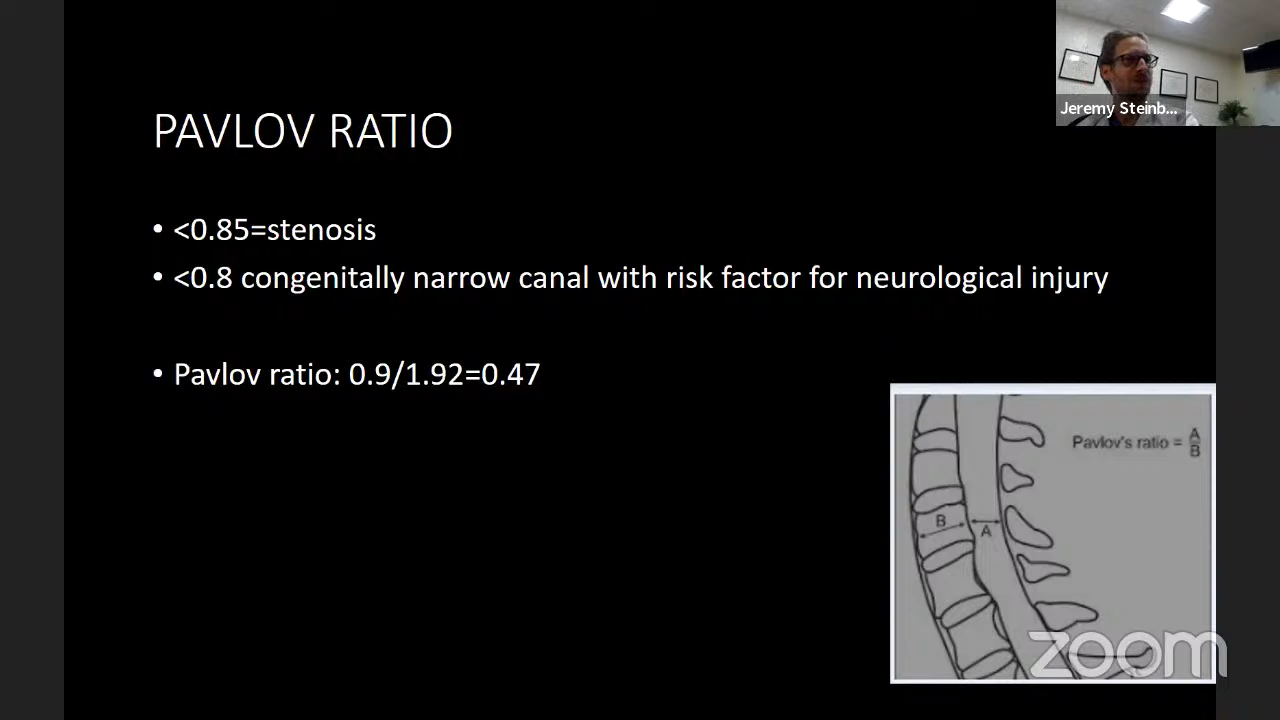 Jeremy Steinb...
PAVLOV RATIO
• <0.85=stenosis
• <0.8 congenitally narrow canal with risk factor for neurological injury
• Pavlov ratio: 0.9/1.92=0.47
Pavlov's ratio = A
B
B
A
zoom